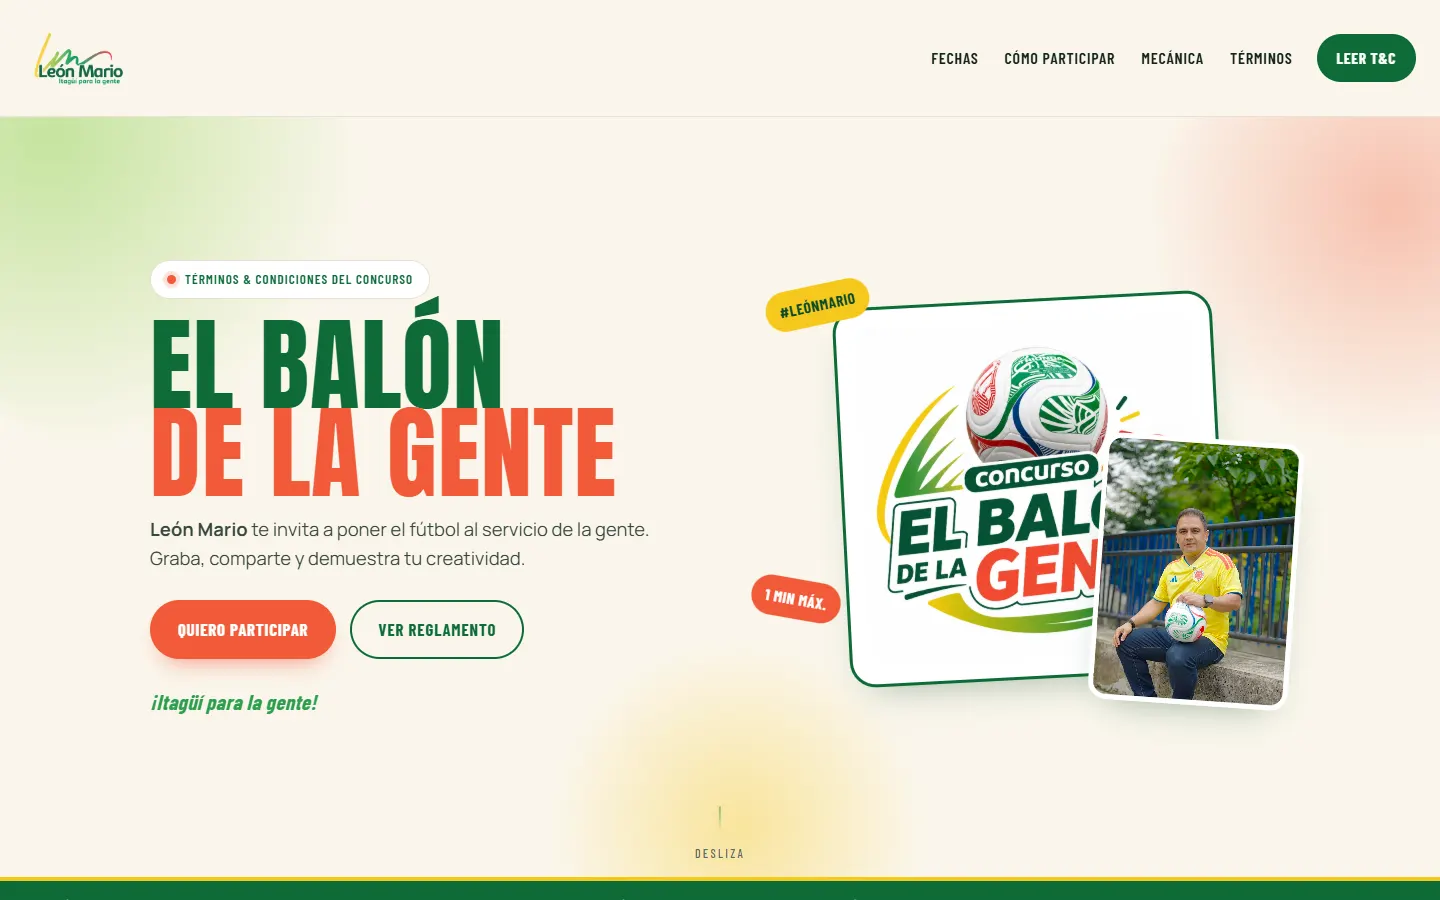 León Mario
Itagüí para la gente
FECHAS
CÓMO PARTICIPAR
MECÁNICA
TÉRMINOS
LEER T&C
TÉRMINOS & CONDICIONES DEL CONCURSO
EL BALÓN
DE LA GENTE
León Mario te invita a poner el fútbol al servicio de la gente.
Graba, comparte y demuestra tu creatividad.
QUIERO PARTICIPAR
VER REGLAMENTO
¡Itagüí para la gente!
#LEÓNMARIO
concurso
EL BALÓ
DE LA GEN
1 MIN MÁX.
DESLIZA